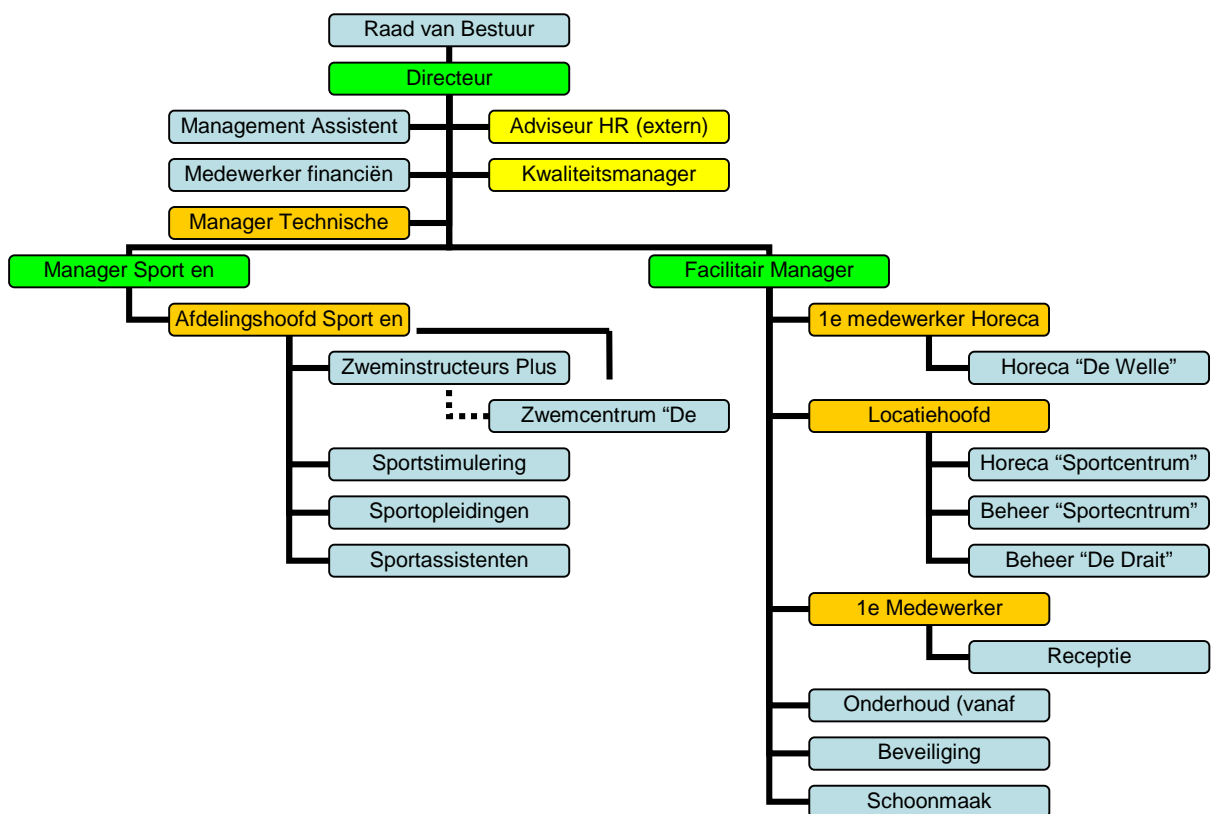 Raad van Bestuur
Directeur
Management Assistent
Adviseur HR (extern)
Medewerker financiën
Kwaliteitsmanager
Manager Technische
Manager Sport en
Facilitair Manager
Afdelingshoofd Sport en
1e medewerker Horeca
Zweminstructeurs Plus
Horeca “De Welle”
Zwemcentrum “De
Locatiehoofd
Sportstimulering
Horeca “Sportcentrum”
Sportopleidingen
Beheer “Sportecntrum”
Sportassistenten
Beheer “De Drait”
1e Medewerker
Receptie
Onderhoud (vanaf
Beveiliging
Schoonmaak